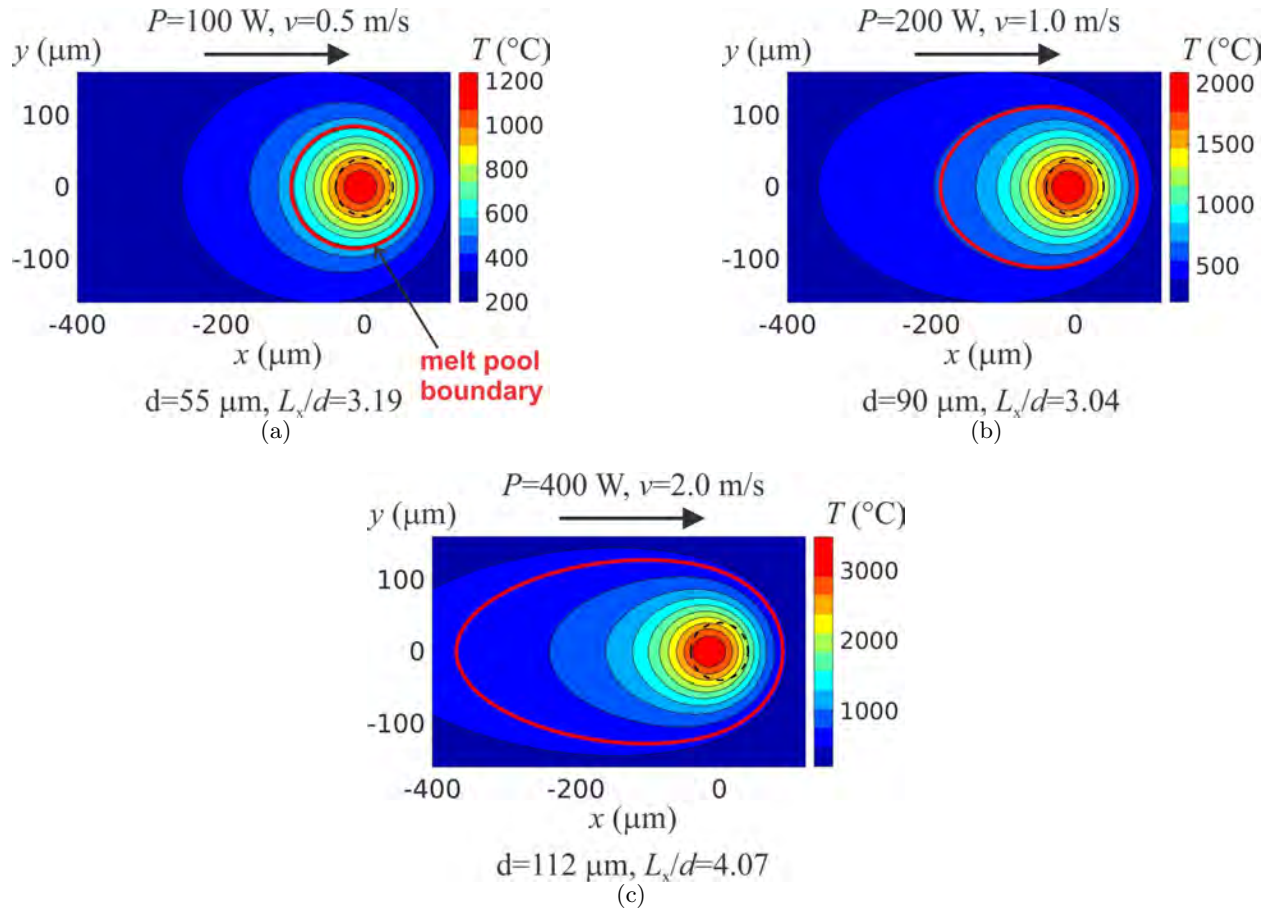 P=100 W, v=0.5 m/s
y (μm)
T (°C)
100
0
-100
1200
1000
800
600
400
200
-400
-200
0
x (μm)
melt pool
boundary
d=55 μm, Lₓ/d=3.19
(a)
P=200 W, v=1.0 m/s
y (μm)
T (°C)
100
0
-100
2000
1500
1000
500
-400
-200
0
x (μm)
d=90 μm, Lₓ/d=3.04
(b)
P=400 W, v=2.0 m/s
y (μm)
T (°C)
100
0
-100
3000
2000
1000
-400
-200
0
x (μm)
d=112 μm, Lₓ/d=4.07
(c)